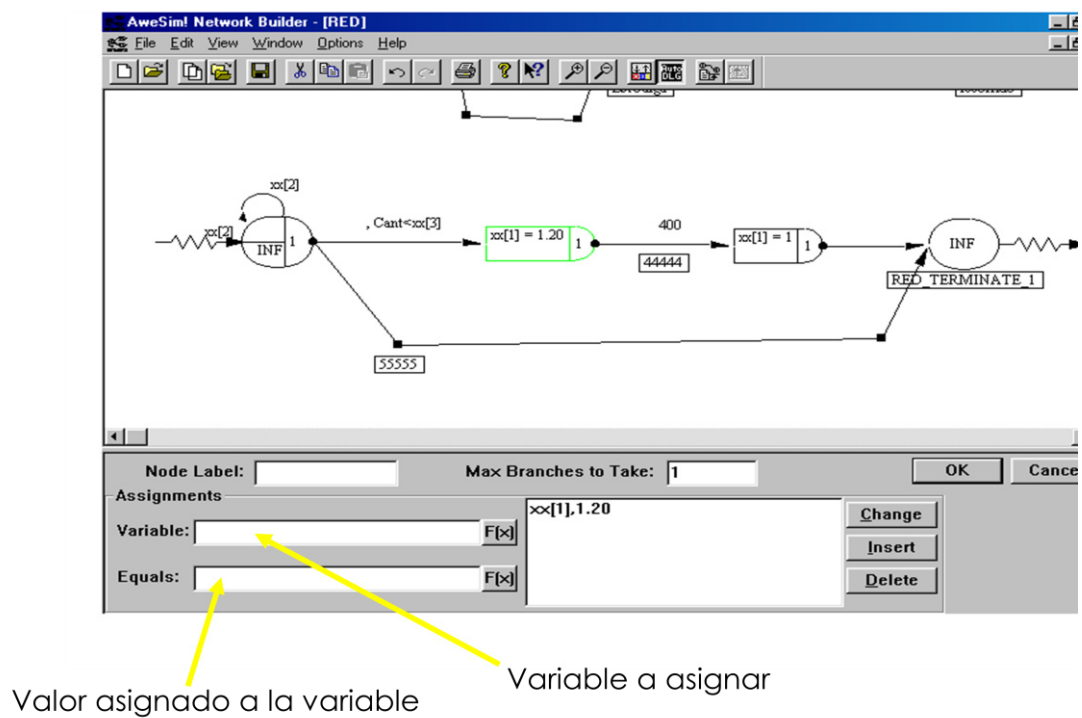 AweSim! Network Builder - [RED]
File Edit View Window Options Help
xx[2]
xx[2]
INF
1
, Cant<xx[3]
xx[1] = 1.20
1
400
44444
xx[1] = 1
1
INF
RED_TERMINATE_1
55555
Node Label:
Max Branches to Take: 1
OK
Cance
Assignments
Variable:
F(x)
xx[1],1.20
Change
Insert
Equals:
F(x)
Delete
Variable a asignar
Valor asignado a la variable